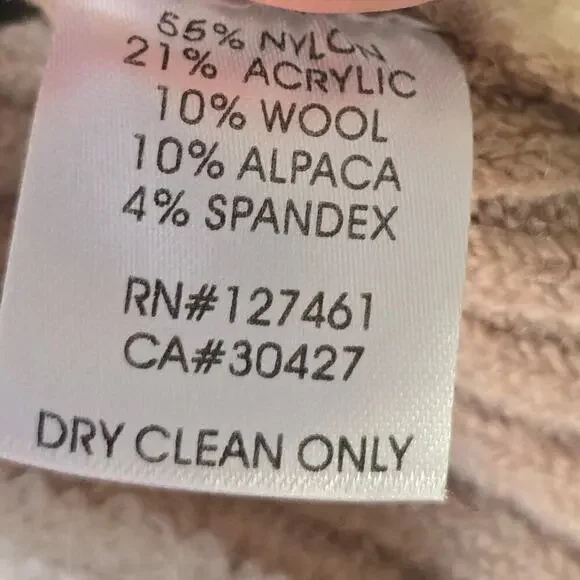 55% NYLON
21% ACRYLIC
10% WOOL
10% ALPACA
4% SPANDEX
RN#127461
CA#30427
DRY CLEAN ONLY